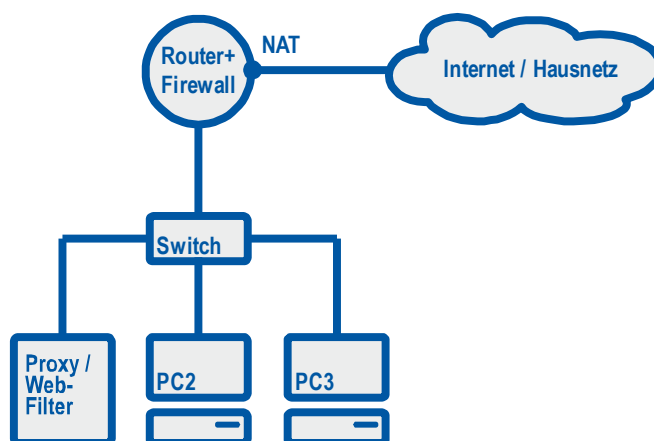 NAT
Router+
Firewall
Internet / Hausnetz
Switch
Proxy /
Web-
Filter
PC2
PC3